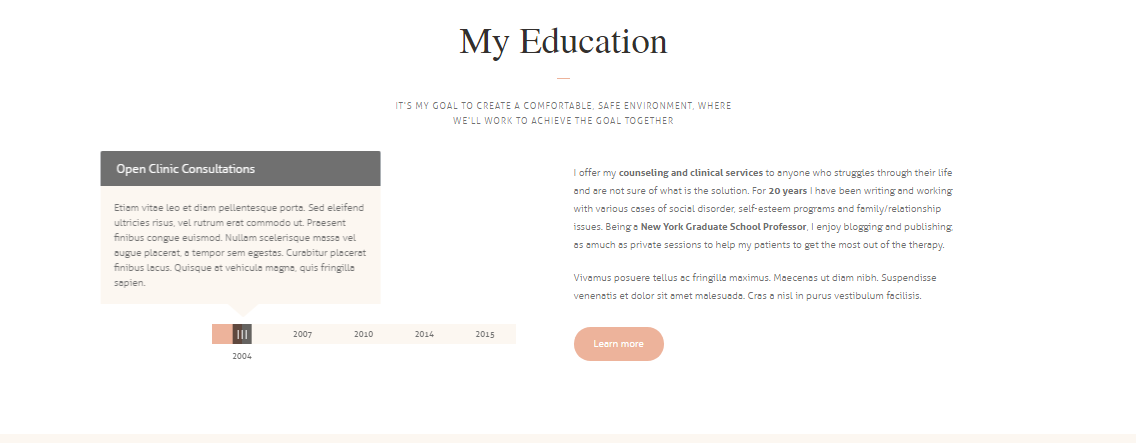 My Education
IT'S MY GOAL TO CREATE A COMFORTABLE, SAFE ENVIRONMENT, WHERE
WE'LL WORK TO ACHIEVE THE GOAL TOGETHER
Open Clinic Consultations
Etiam vitae leo et diam pellentesque porta. Sed eleifend
ultricies risus, vel rutrum erat commodo ut. Praesent
finibus congue euismod. Nullam scelerisque massa vel
augue placerat, a tempor sem egestas. Curabitur placerat
finibus lacus. Quisque at vehicula magna, quis fringilla
sapien.
2007 2010 2014 2015
2004
I offer my counseling and clinical services to anyone who struggles through their life
and are not sure of what is the solution. For 20 years I have been writing and working
with various cases of social disorder, self-esteem programs and family/relationship
issues. Being a New York Graduate School Professor, I enjoy blogging and publishing,
as amuch as private sessions to help my patients to get the most out of the therapy.
Vivamus posuere tellus ac fringilla maximus. Maecenas ut diam nibh. Suspendisse
venenatis et dolor sit amet malesuada. Cras a nisl in purus vestibulum facilisis.
Learn more